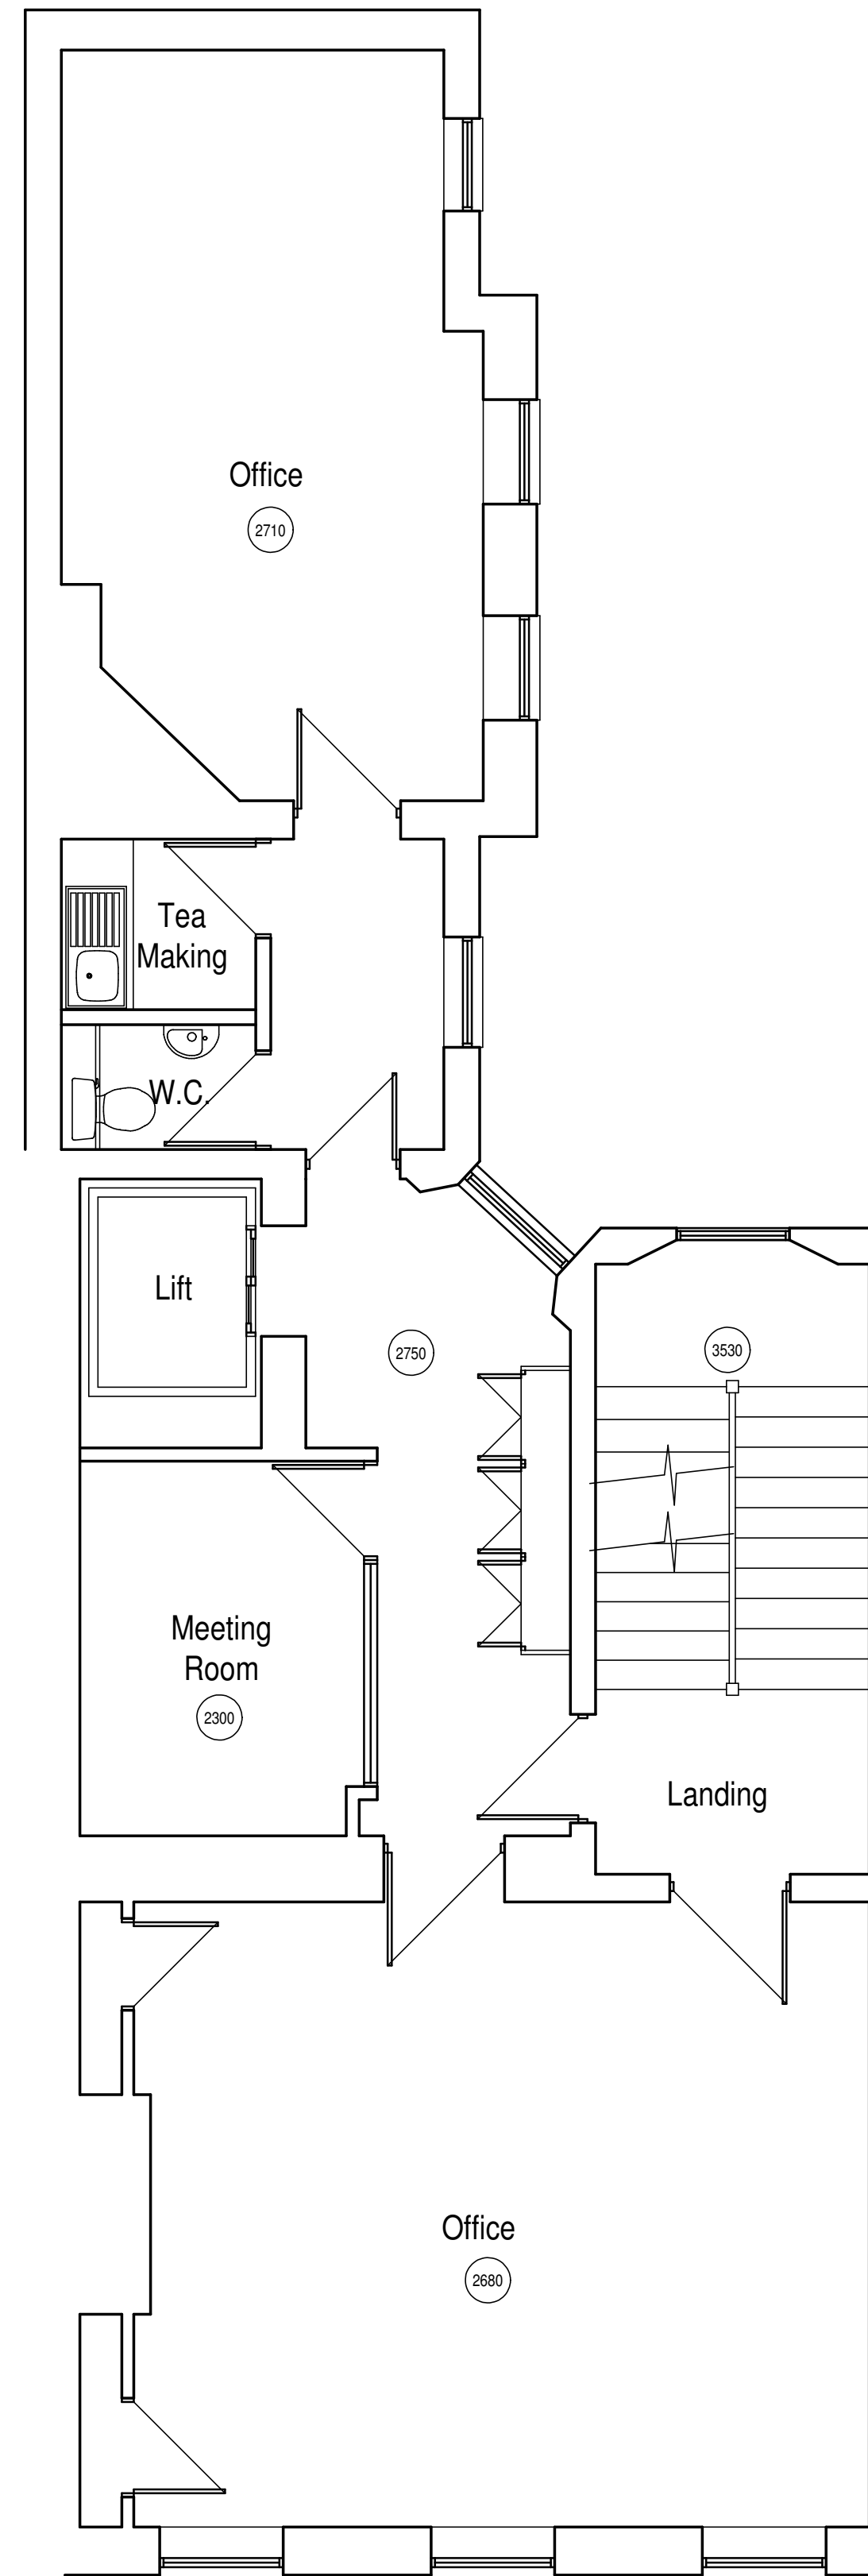 Office
2710
Tea
Making
W.C.
Lift
2750
3530
Meeting
Room
2300
Landing
Office
2680